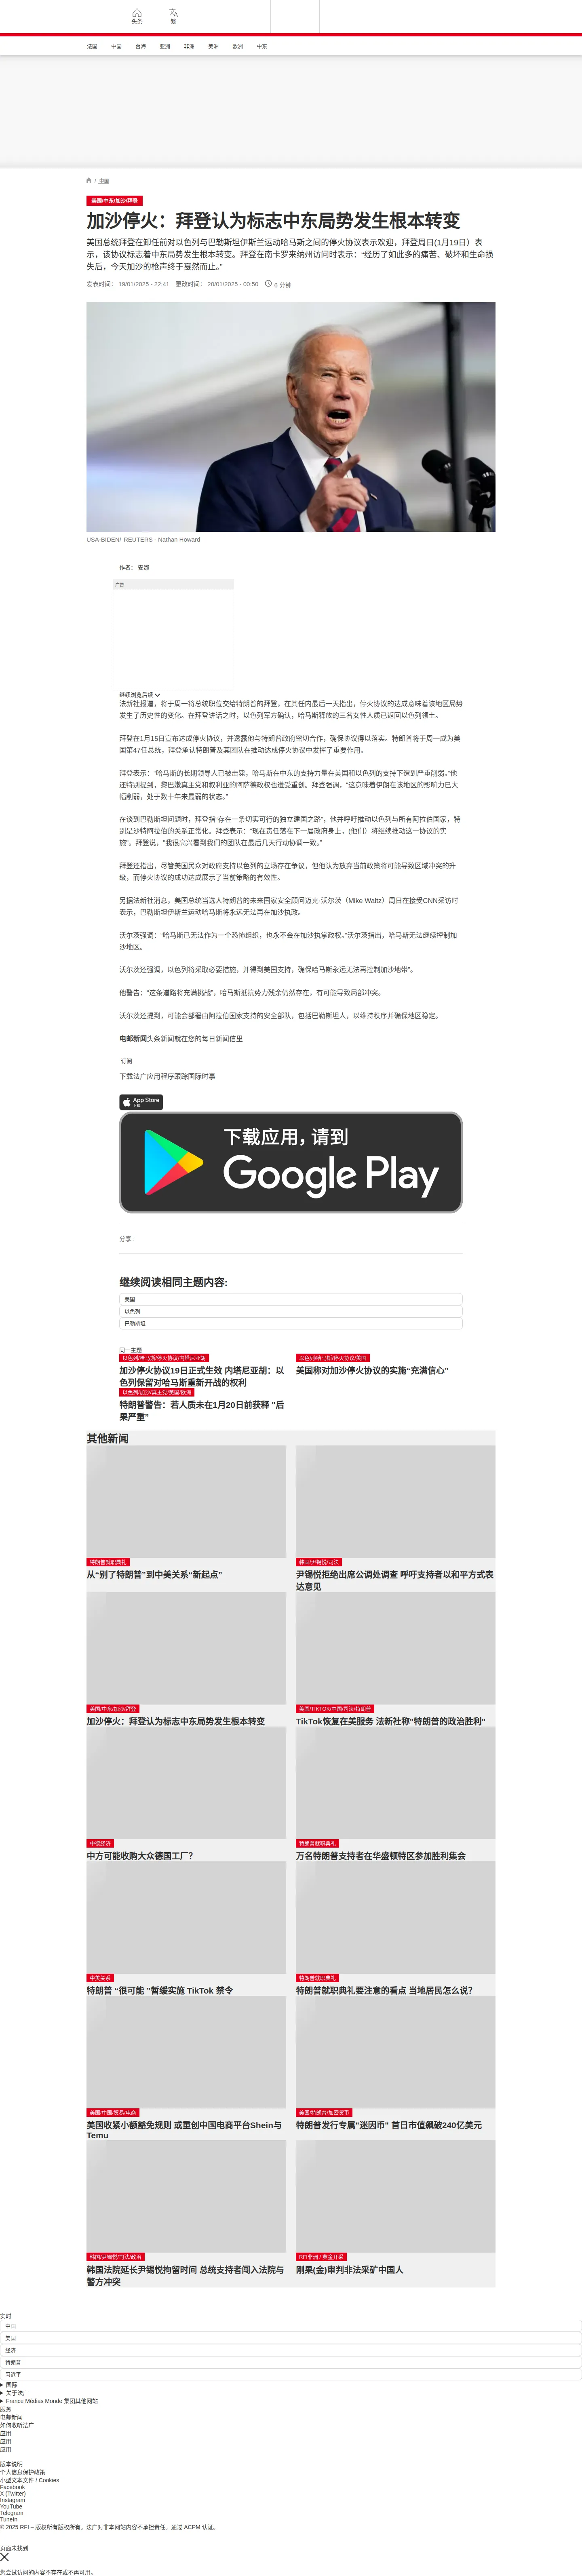 头条
繁
法国
中国
台海
亚洲
非洲
美洲
欧洲
中东
/ 中国
美国/中东/加沙/拜登
加沙停火：拜登认为标志中东局势发生根本转变
美国总统拜登在卸任前对以色列与巴勒斯坦伊斯兰运动哈马斯之间的停火协议表示欢迎，拜登周日(1月19日）表
示，该协议标志着中东局势发生根本转变。拜登在南卡罗来纳州访问时表示：“经历了如此多的痛苦、破坏和生命损
失后，今天加沙的枪声终于戛然而止。”
发表时间： 19/01/2025 - 22:41 更改时间： 20/01/2025 - 00:50 6 分钟
USA-BIDEN/ REUTERS - Nathan Howard
作者： 安娜
广告
继续浏览后续
法新社报道，将于周一将总统职位交给特朗普的拜登，在其任内最后一天指出，停火协议的达成意味着该地区局势
发生了历史性的变化。在拜登讲话之时，以色列军方确认，哈马斯释放的三名女性人质已返回以色列领土。
拜登在1月15日宣布达成停火协议，并透露他与特朗普政府密切合作，确保协议得以落实。特朗普将于周一成为美
国第47任总统，拜登承认特朗普及其团队在推动达成停火协议中发挥了重要作用。
拜登表示：“哈马斯的长期领导人已被击毙，哈马斯在中东的支持力量在美国和以色列的支持下遭到严重削弱。”他
还特别提到，黎巴嫩真主党和叙利亚的阿萨德政权也遭受重创。拜登强调，“这意味着伊朗在该地区的影响力已大
幅削弱，处于数十年来最弱的状态。”
在谈到巴勒斯坦问题时，拜登指“存在一条切实可行的独立建国之路”，他并呼吁推动以色列与所有阿拉伯国家，特
别是沙特阿拉伯的关系正常化。拜登表示：“现在责任落在下一届政府身上，(他们）将继续推动这一协议的实
施”。拜登说，“我很高兴看到我们的团队在最后几天行动协调一致。”
拜登还指出，尽管美国民众对政府支持以色列的立场存在争议，但他认为放弃当前政策将可能导致区域冲突的升
级，而停火协议的成功达成展示了当前策略的有效性。
另据法新社消息，美国总统当选人特朗普的未来国家安全顾问迈克·沃尔茨（Mike Waltz）周日在接受CNN采访时
表示，巴勒斯坦伊斯兰运动哈马斯将永远无法再在加沙执政。
沃尔茨强调：“哈马斯已无法作为一个恐怖组织，也永不会在加沙执掌政权。”沃尔茨指出，哈马斯无法继续控制加
沙地区。
沃尔茨还强调，以色列将采取必要措施，并得到美国支持，确保哈马斯永远无法再控制加沙地带”。
他警告：“这条道路将充满挑战”，哈马斯抵抗势力残余仍然存在，有可能导致局部冲突。
沃尔茨还提到，可能会部署由阿拉伯国家支持的安全部队，包括巴勒斯坦人，以维持秩序并确保地区稳定。
电邮新闻头条新闻就在您的每日新闻信里
订阅
下载法广应用程序跟踪国际时事
App Store
下载
下载应用，请到
Google Play
分享 :
继续阅读相同主题内容:
美国
以色列
巴勒斯坦
同一主题
以色列/哈马斯/停火协议/内塔尼亚胡
加沙停火协议19日正式生效 内塔尼亚胡：以
色列保留对哈马斯重新开战的权利
以色列/哈马斯/停火协议/美国
美国称对加沙停火协议的实施“充满信心”
以色列/加沙/真主党/美国/欧洲
特朗普警告：若人质未在1月20日前获释 "后
果严重”
其他新闻
特朗普就职典礼
从“别了特朗普”到中美关系“新起点”
韩国/尹锡悦/司法
尹锡悦拒绝出席公调处调查 呼吁支持者以和平方式表
达意见
美国/中东/加沙/拜登
加沙停火：拜登认为标志中东局势发生根本转变
美国/TIKTOK/中国/司法/特朗普
TikTok恢复在美服务 法新社称"特朗普的政治胜利"
中德经济
中方可能收购大众德国工厂？
特朗普就职典礼
万名特朗普支持者在华盛顿特区参加胜利集会
中美关系
特朗普 “很可能 ”暂缓实施 TikTok 禁令
特朗普就职典礼
特朗普就职典礼要注意的看点 当地居民怎么说?
美国/中国/贸易/电商
美国收紧小额豁免规则 或重创中国电商平台Shein与
Temu
美国/特朗普/加密货币
特朗普发行专属"迷因币" 首日市值飙破240亿美元
韩国/尹锡悦/司法/政治
韩国法院延长尹锡悦拘留时间 总统支持者闯入法院与
警方冲突
RFI非洲 / 黄金开采
刚果(金)审判非法采矿中国人
实时
中国
美国
经济
特朗普
习近平
国际
关于法广
France Médias Monde 集团其他网站
服务
电邮新闻
如何收听法广
应用
应用
应用
版本说明
个人信息保护政策
小型文本文件 / Cookies
Facebook
X (Twitter)
Instagram
YouTube
Telegram
TuneIn
© 2025 RFI – 版权所有版权所有。法广对非本网站内容不承担责任。通过 ACPM 认证。
页面未找到
您尝试访问的内容不存在或不再可用。